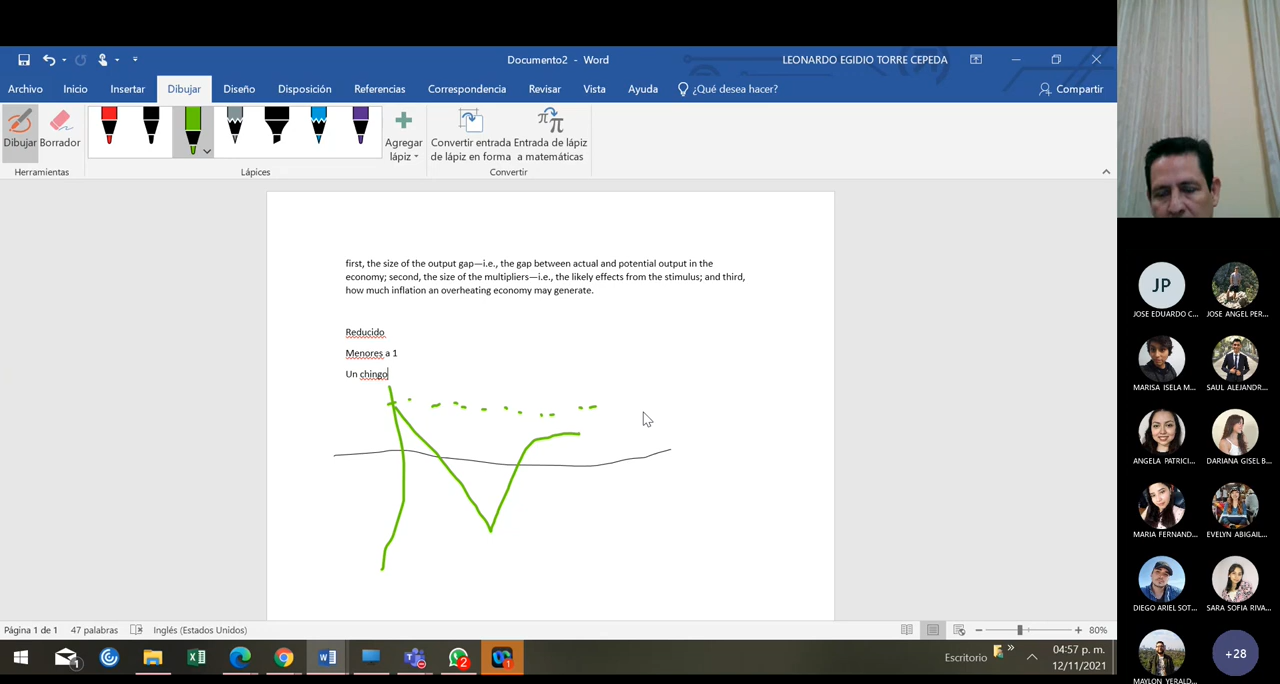 Documento2 - Word
LEONARDO EGIDIO TORRE CEPEDA
Archivo
Inicio
Insertar
Dibujar
Diseño
Disposición
Referencias
Correspondencia
Revisar
Vista
Ayuda
¿Qué desea hacer?
Compartir
Dibujar
Borrador
Agregar
lápiz
Convertir entrada
de lápiz en forma
Entrada de lápiz
a matemáticas
Herramientas
Lápices
Convertir
first, the size of the output gap—i.e., the gap between actual and potential output in the
economy; second, the size of the multipliers—i.e., the likely effects from the stimulus; and third,
how much inflation an overheating economy may generate.
Reducido
Menores a 1
Un chingo
JP
JOSE EDUARDO C...
JOSE ANGEL PER...
MARISA ISELA M...
SAUL ALEJANDR...
ANGELA PATRICI...
DARIANA GISEL B...
MARIA FERNAND...
EVELYN ABIGAIL...
DIEGO ARIEL SOT...
SARA SOFIA RIVA...
MAYLON YERALD...
+28
Página 1 de 1
47 palabras
Inglés (Estados Unidos)
80%
1
2
1
Escritorio
04:57 p. m.
12/11/2021